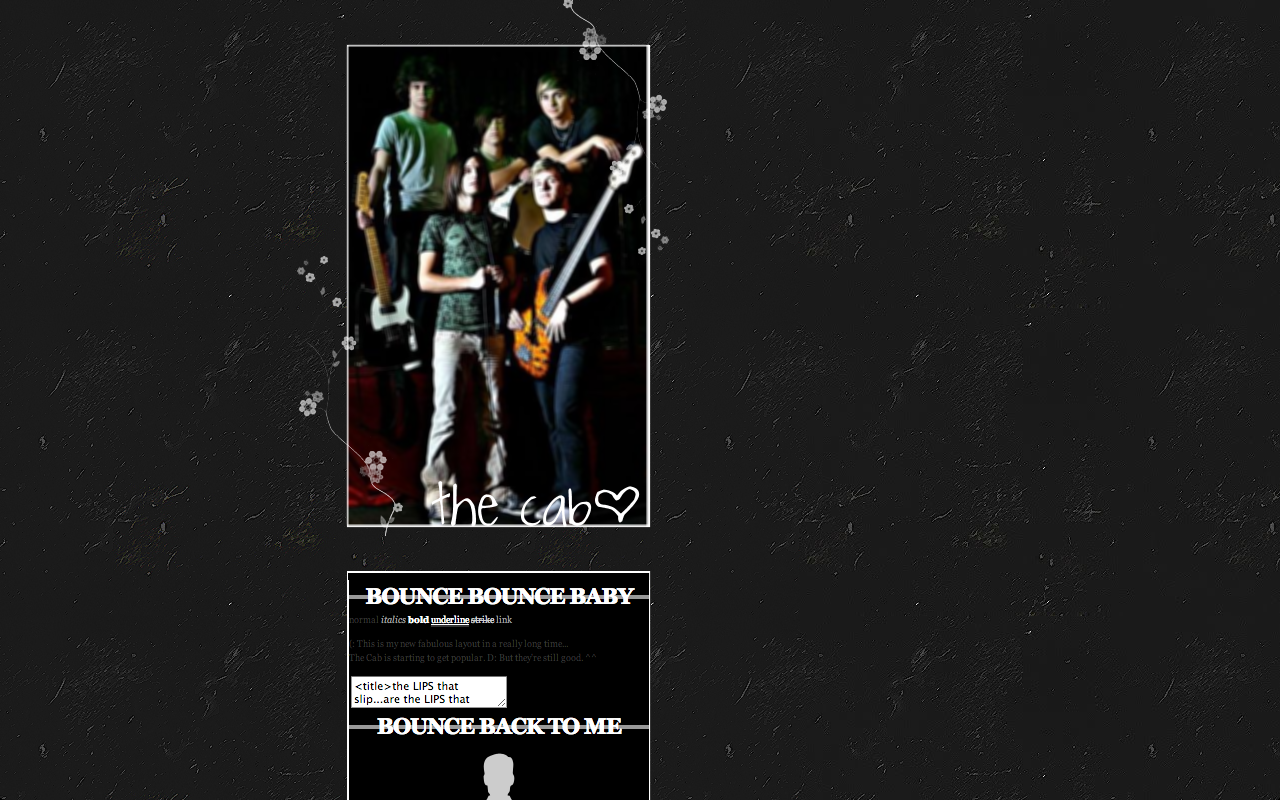 the cab
BOUNCE BOUNCE BABY
normal italics bold underline strike link
(: This is my new fabulous layout in a really long time...
The Cab is starting to get popular. D: But they're still good. ^^
<title>the LIPS that
slip...are the LIPS that
BOUNCE BACK TO ME